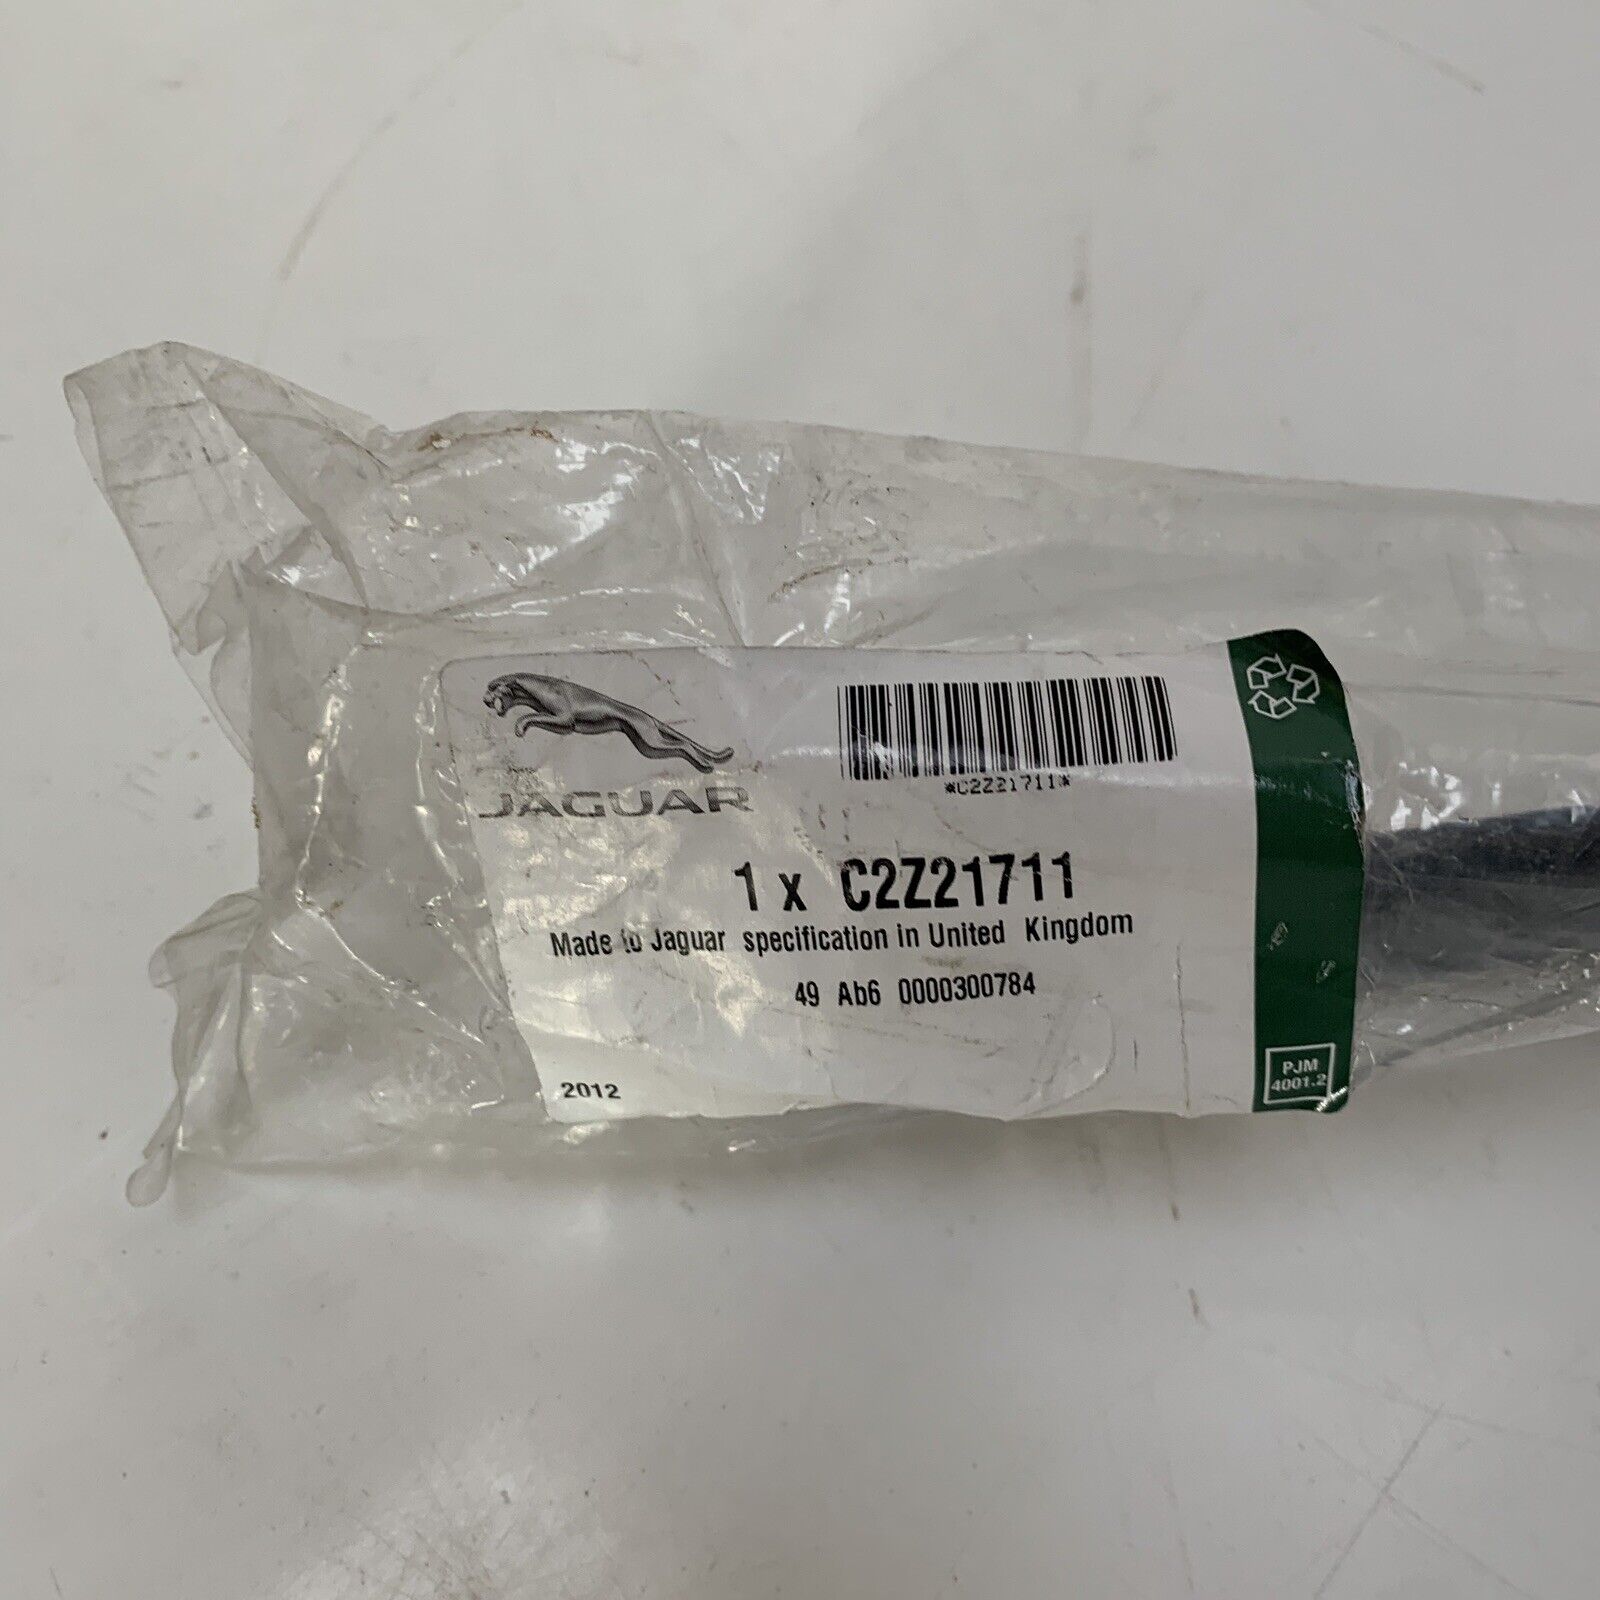 JAGUAR
*C2Z21711*
1 x C2Z21711
Made to Jaguar specification in United Kingdom
49 Ab6 0000300784
2012
PJM
4001.2